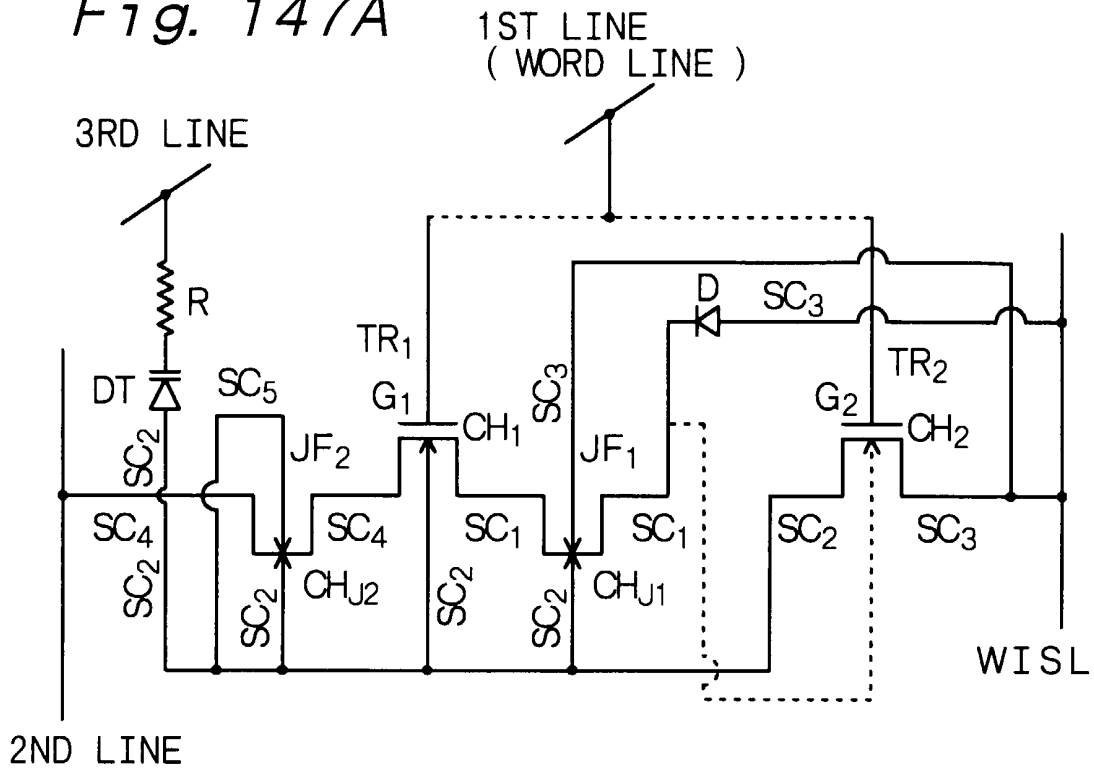 Fig. 147A
1ST LINE
( WORD LINE )
3RD LINE
R
D
SC3
TR1
TR2
DT
SC5
SC3
G1
CH1
G2
CH2
JF2
JF1
SC2
SC4
SC4
SC1
SC1
SC2
SC3
SC2
SC2
CHJ2
SC2
SC2
CHJ1
WISL
2ND LINE